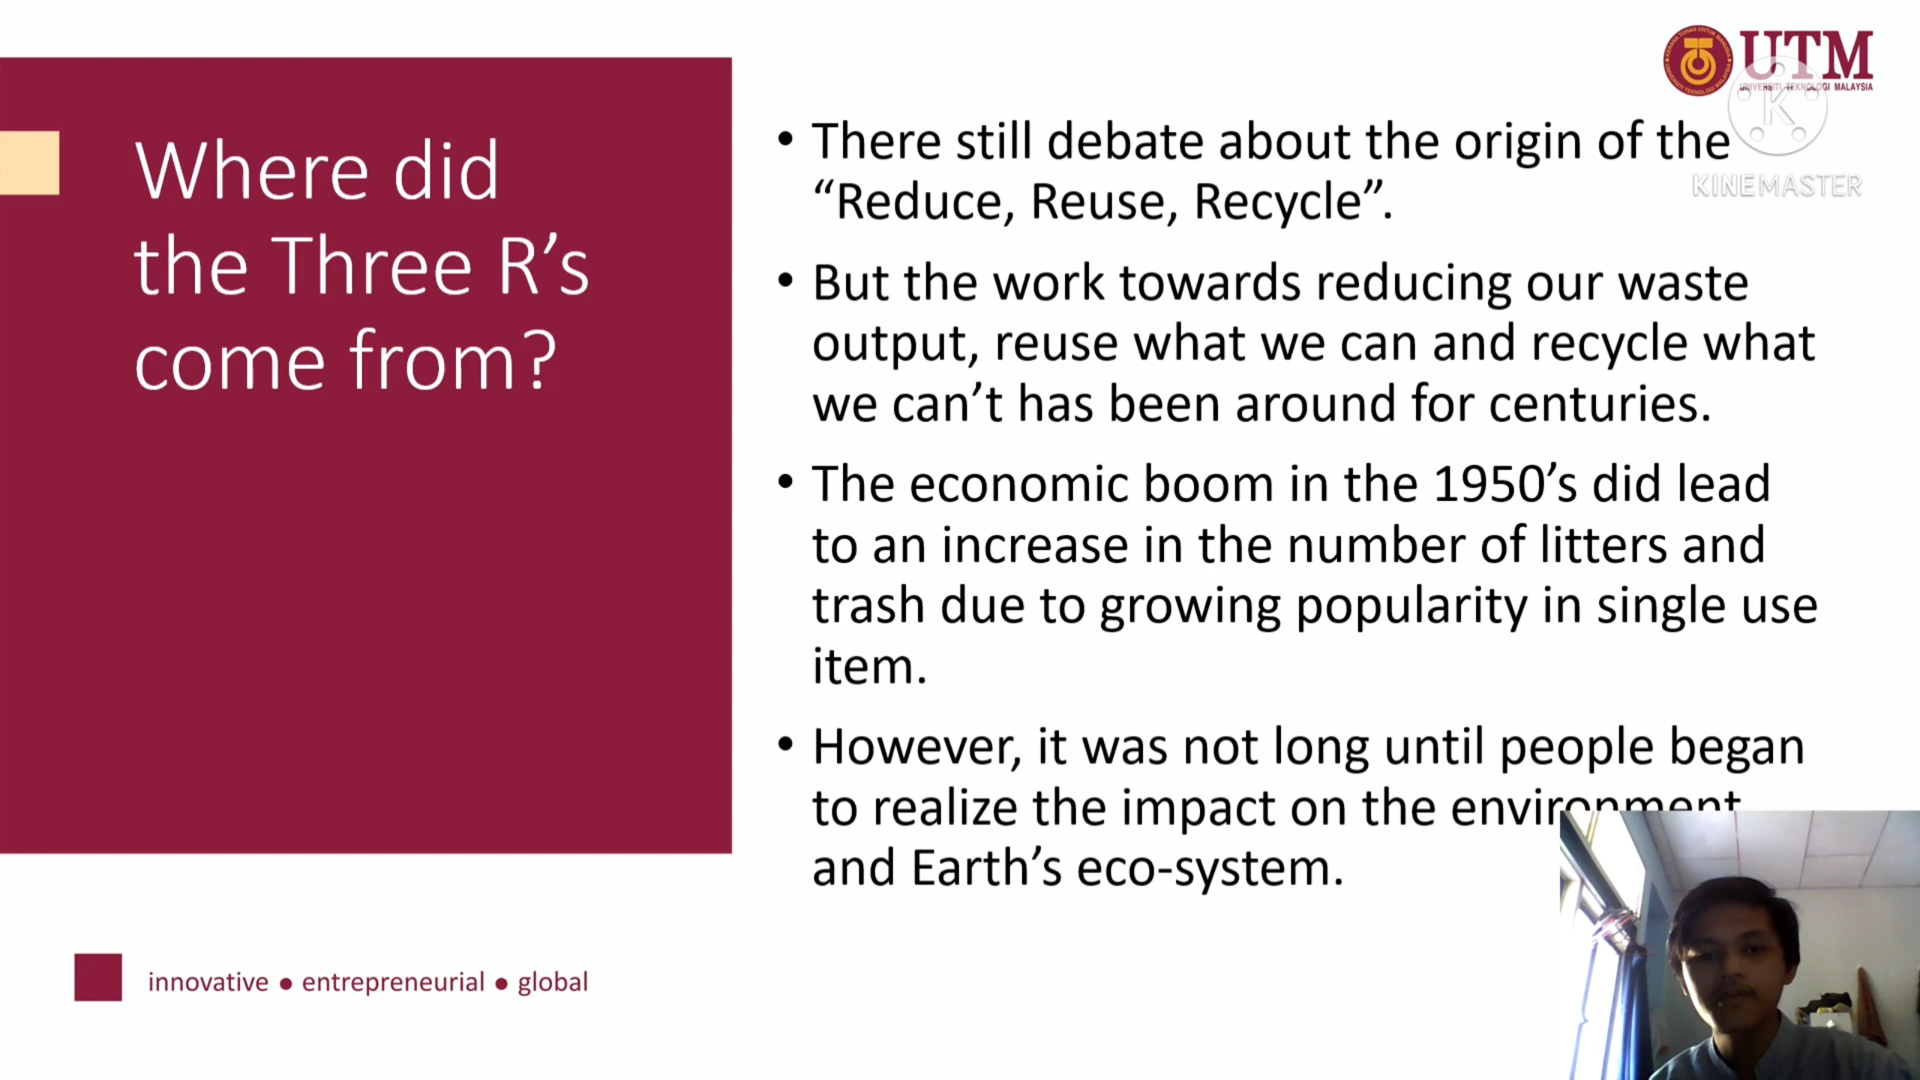 UTM
UNIVERSITI TEKNOLOGI MALAYSIA
KINEMASTER
Where did
the Three R’s
come from?
• There still debate about the origin of the
“Reduce, Reuse, Recycle”.
• But the work towards reducing our waste
output, reuse what we can and recycle what
we can’t has been around for centuries.
• The economic boom in the 1950’s did lead
to an increase in the number of litters and
trash due to growing popularity in single use
item.
• However, it was not long until people began
to realize the impact on the environment
and Earth’s eco-system.
innovative ● entrepreneurial ● global